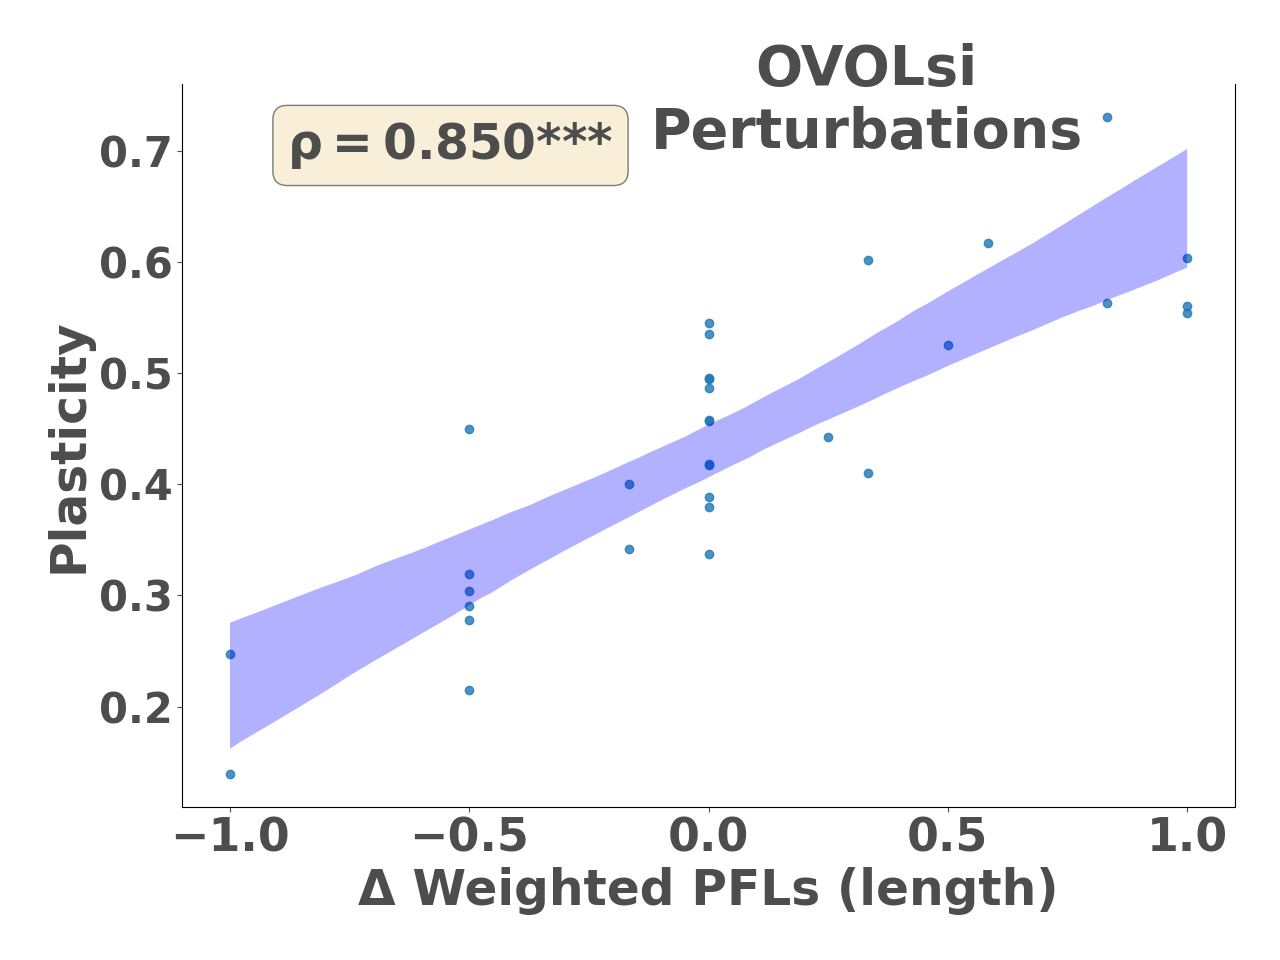 OVOLsi
Perturbations
ρ = 0.850***
0.7
0.6
0.5
0.4
0.3
0.2
Plasticity
−1.0 −0.5 0.0 0.5 1.0
Δ Weighted PFLs (length)